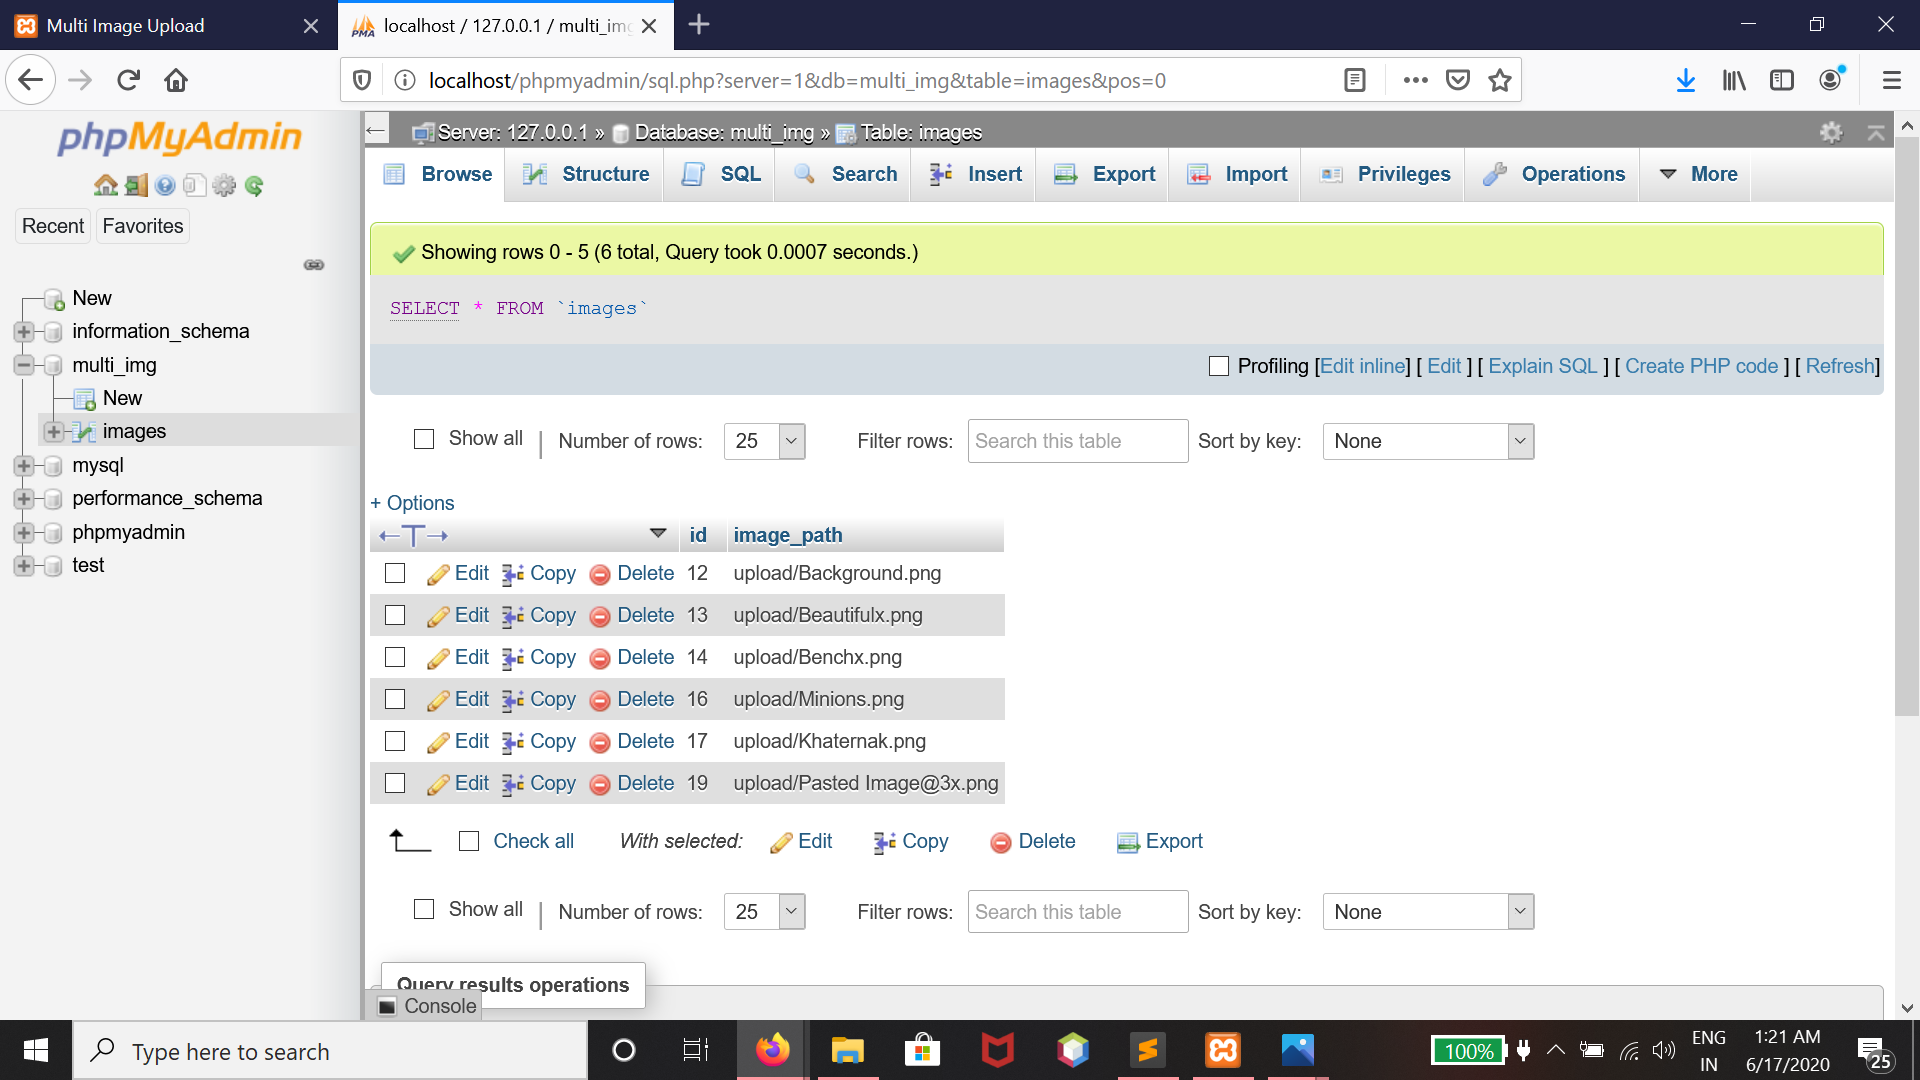 Multi Image Upload
localhost / 127.0.0.1 / multi_img
localhost/phpmyadmin/sql.php?server=1&db=multi_img&table=images&pos=0
phpMyAdmin
Recent Favorites
New
information_schema
multi_img
New
images
mysql
performance_schema
phpmyadmin
test
Server: 127.0.0.1 » Database: multi_img » Table: images
Browse Structure SQL Search Insert Export Import Privileges Operations More
Showing rows 0 - 5 (6 total, Query took 0.0007 seconds.)
SELECT * FROM `images`
Profiling [Edit inline] [ Edit ] [ Explain SQL ] [ Create PHP code ] [ Refresh]
Show all | Number of rows: 25 Filter rows: Search this table Sort by key: None
+ Options
←T→ id image_path
Edit Copy Delete 12 upload/Background.png
Edit Copy Delete 13 upload/Beautifulx.png
Edit Copy Delete 14 upload/Benchx.png
Edit Copy Delete 16 upload/Minions.png
Edit Copy Delete 17 upload/Khaternak.png
Edit Copy Delete 19 upload/Pasted Image@3x.png
Check all With selected: Edit Copy Delete Export
Show all | Number of rows: 25 Filter rows: Search this table Sort by key: None
Query results operations
Console
Type here to search
100%
ENG
IN
1:21 AM
6/17/2020
25